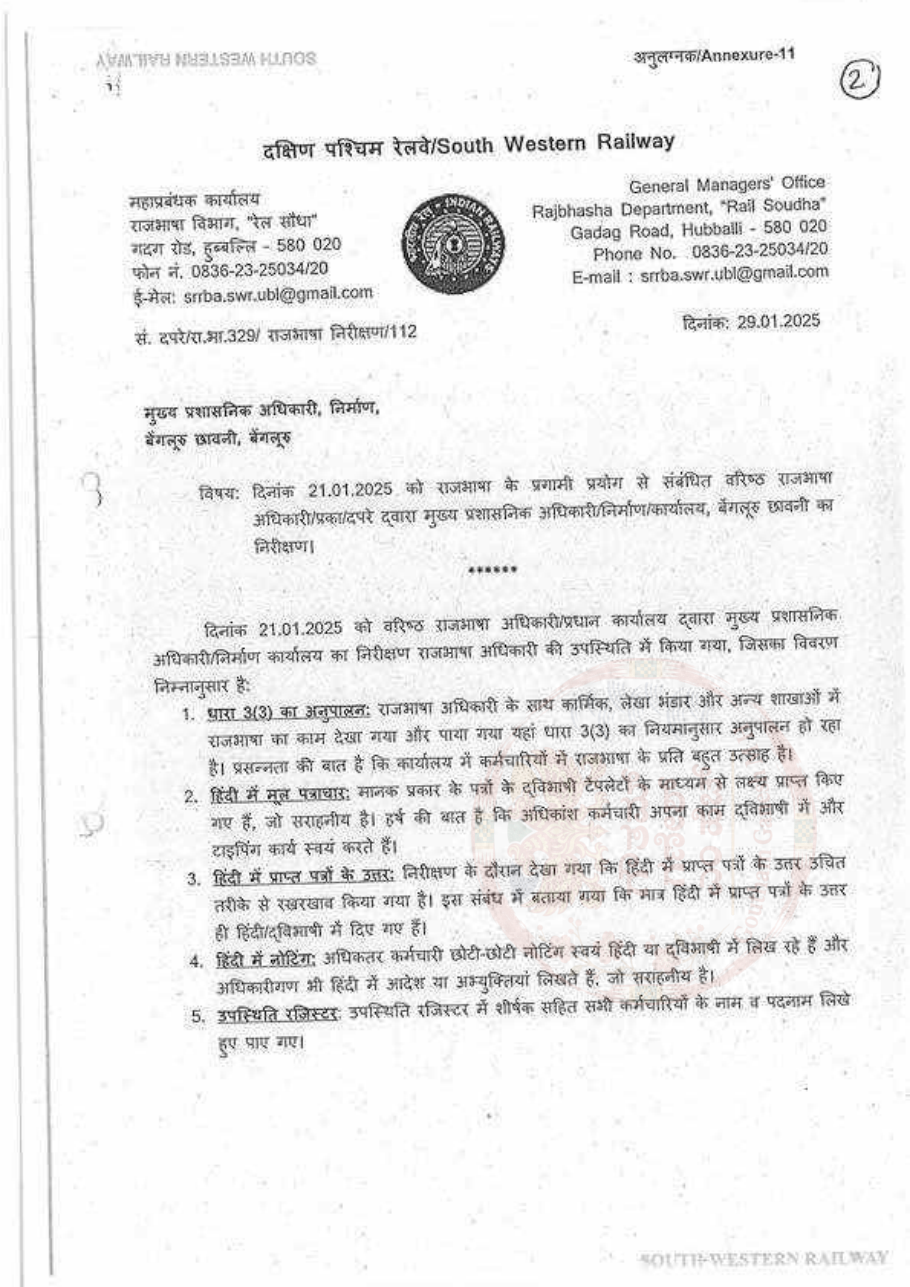 SOUTH WESTERN RAILWAY
अनुलग्नक/Annexure-11
2
दक्षिण पश्चिम रेलवे/South Western Railway
महाप्रबंधक कार्यालय
राजभाषा विभाग, "रेल सौधा"
गदग रोड, हुब्बल्लि - 580 020
फोन नं. 0836-23-25034/20
ई-मेल: srrba.swr.ubl@gmail.com
General Managers' Office
Rajbhasha Department, "Rail Soudha"
Gadag Road, Hubballi - 580 020
Phone No. 0836-23-25034/20
E-mail : srrba.swr.ubl@gmail.com
सं. दपरे/रा.भा.329/ राजभाषा निरीक्षण/112
दिनांक: 29.01.2025
मुख्य प्रशासनिक अधिकारी, निर्माण,
बेंगलूरु छावनी, बेंगलूरु
विषय: दिनांक 21.01.2025 को राजभाषा के प्रगामी प्रयोग से संबंधित वरिष्ठ राजभाषा
अधिकारी/प्रका/दपरे द्वारा मुख्य प्रशासनिक अधिकारी/निर्माण/कार्यालय, बेंगलूरु छावनी का
निरीक्षण।
******
दिनांक 21.01.2025 को वरिष्ठ राजभाषा अधिकारी/प्रधान कार्यालय द्वारा मुख्य प्रशासनिक
अधिकारी/निर्माण कार्यालय का निरीक्षण राजभाषा अधिकारी की उपस्थिति में किया गया, जिसका विवरण
निम्नानुसार है:
1. धारा 3(3) का अनुपालन: राजभाषा अधिकारी के साथ कार्मिक, लेखा भंडार और अन्य शाखाओं में
राजभाषा का काम देखा गया और पाया गया यहां धारा 3(3) का नियमानुसार अनुपालन हो रहा
है। प्रसन्नता की बात है कि कार्यालय में कर्मचारियों में राजभाषा के प्रति बहुत उत्साह है।
2. हिंदी में मूल पत्राचार: मानक प्रकार के पत्रों के द्विभाषी टेंपलेटों के माध्यम से लक्ष्य प्राप्त किए
गए हैं, जो सराहनीय है। हर्ष की बात है कि अधिकांश कर्मचारी अपना काम द्विभाषी में और
टाइपिंग कार्य स्वयं करते हैं।
3. हिंदी में प्राप्त पत्रों के उत्तर: निरीक्षण के दौरान देखा गया कि हिंदी में प्राप्त पत्रों के उत्तर उचित
तरीके से रखरखाव किया गया है। इस संबंध में बताया गया कि मात्र हिंदी में प्राप्त पत्रों के उत्तर
ही हिंदी/द्विभाषी में दिए गए हैं।
4. हिंदी में नोटिंग: अधिकतर कर्मचारी छोटी-छोटी नोटिंग स्वयं हिंदी या द्विभाषी में लिख रहे हैं और
अधिकारीगण भी हिंदी में आदेश या अभ्युक्तियां लिखते हैं, जो सराहनीय है।
5. उपस्थिति रजिस्टर: उपस्थिति रजिस्टर में शीर्षक सहित सभी कर्मचारियों के नाम व पदनाम लिखे
हुए पाए गए।
SOUTH-WESTERN RAILWAY